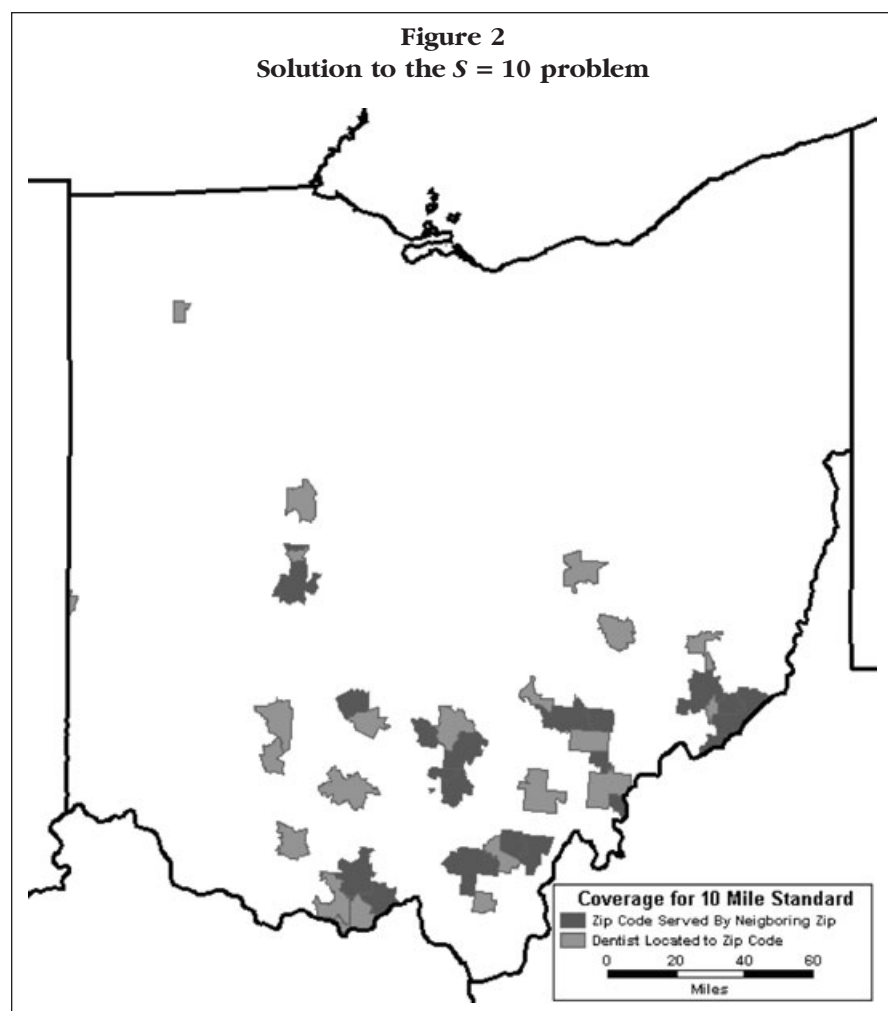 Figure 2
Solution to the S = 10 problem
Coverage for 10 Mile Standard
Zip Code Served By Neigboring Zip
Dentist Located to Zip Code
0 20 40 60
Miles